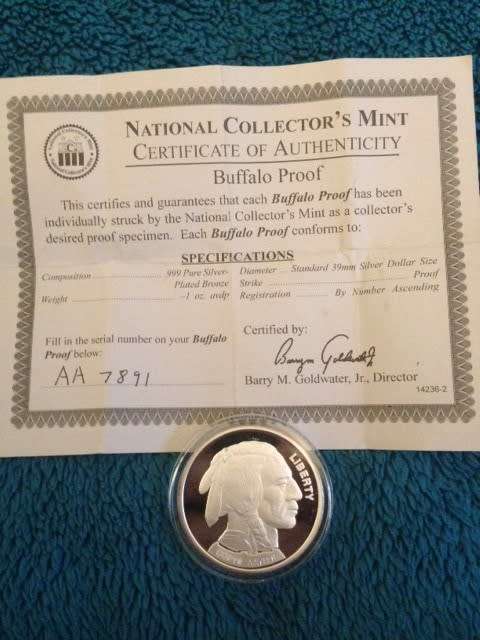 NATIONAL COLLECTOR'S MINT
CERTIFICATE OF AUTHENTICITY
Buffalo Proof
This certifies and guarantees that each Buffalo Proof has been
individually struck by the National Collector's Mint as a collector's
desired proof specimen. Each Buffalo Proof conforms to:
SPECIFICATIONS
Composition .999 Pure Silver-
Plated Bronze
Weight ~1 oz. avdp
Diameter Standard 39mm Silver Dollar Size
Strike Proof
Registration By Number Ascending
Fill in the serial number on your Buffalo
Proof below:
AA 7891
Certified by:
Barry M. Goldwater, Jr., Director
14236-2
LIBERTY